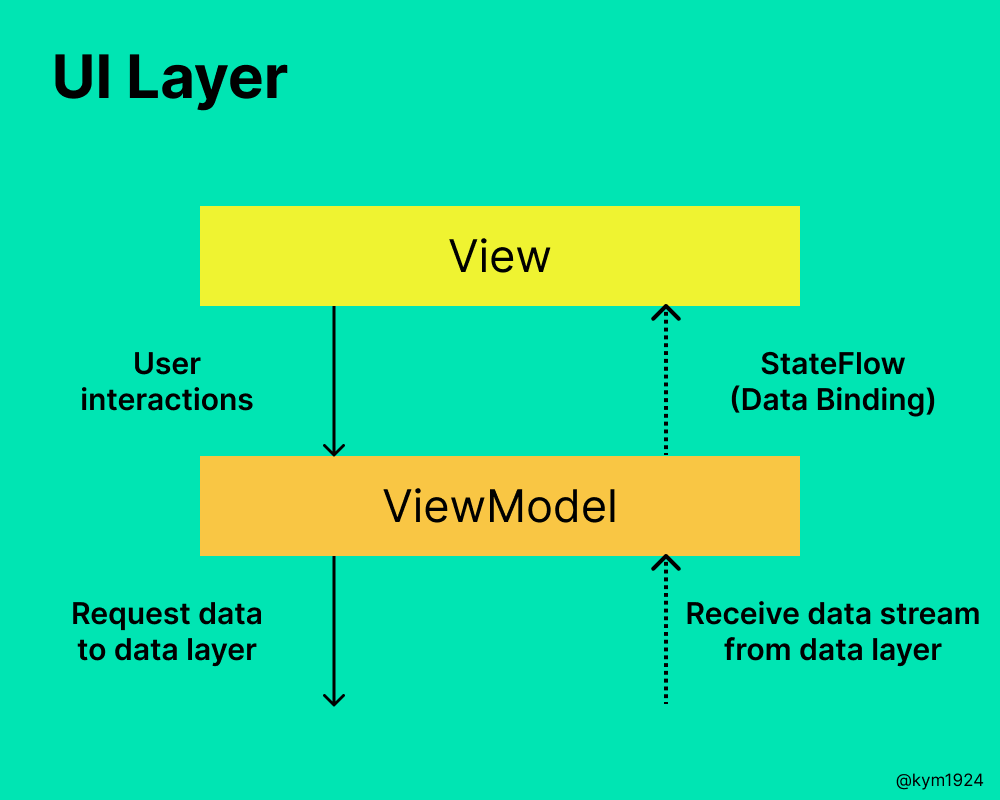 UI Layer
View
User
interactions
StateFlow
(Data Binding)
ViewModel
Request data
to data layer
Receive data stream
from data layer
@kym1924